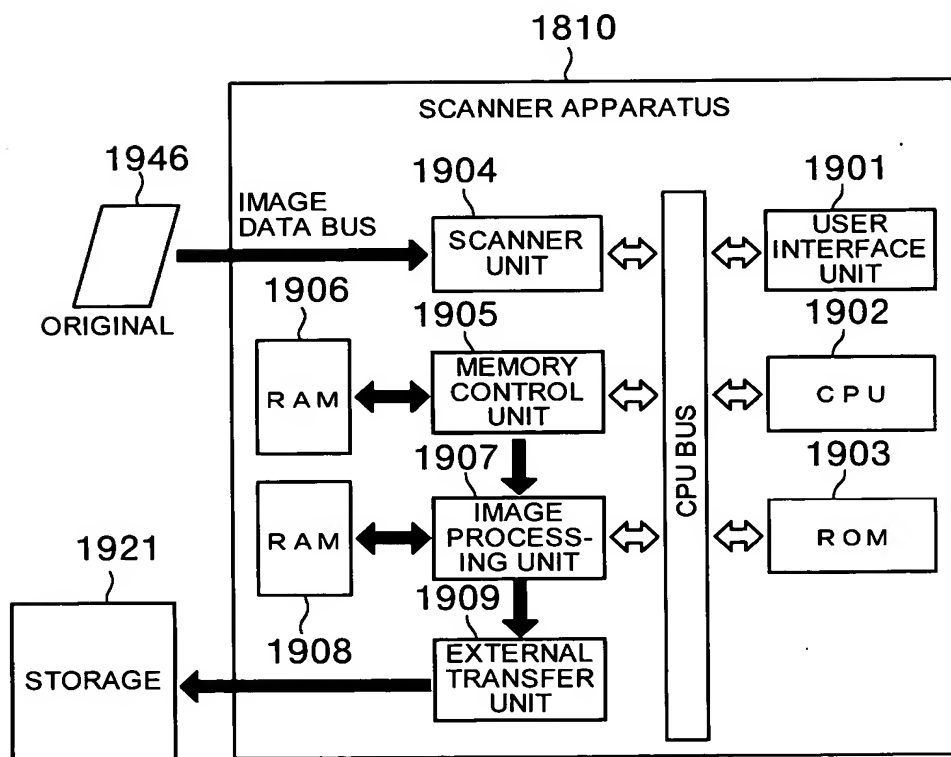 1810
SCANNER APPARATUS
1946
ORIGINAL
IMAGE
DATA BUS
1904
SCANNER
UNIT
1901
USER
INTERFACE
UNIT
1906
RAM
1905
MEMORY
CONTROL
UNIT
CPU BUS
1902
CPU
1907
IMAGE
PROCESS-
ING UNIT
RAM
1908
1903
ROM
1921
STORAGE
1909
EXTERNAL
TRANSFER
UNIT